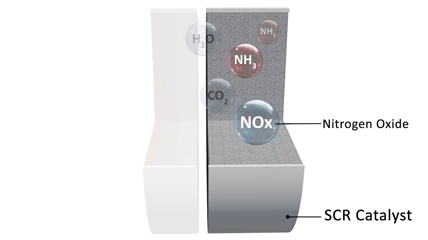 H₂O
NH₃
NH₃
CO₂
NOx
Nitrogen Oxide
SCR Catalyst